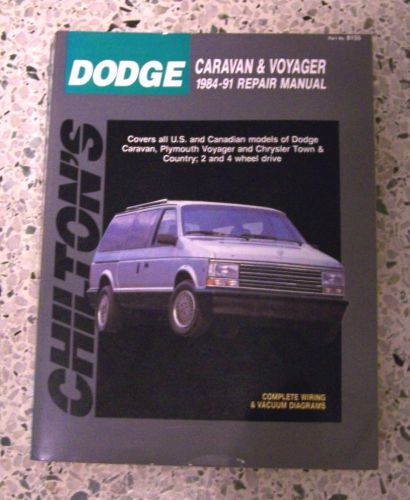 Part No. 8155
DODGE
CARAVAN & VOYAGER
1984-91 REPAIR MANUAL
CHILTON'S
Covers all U.S. and Canadian models of Dodge
Caravan, Plymouth Voyager and Chrysler Town &
Country; 2 and 4 wheel drive
COMPLETE WIRING
& VACUUM DIAGRAMS